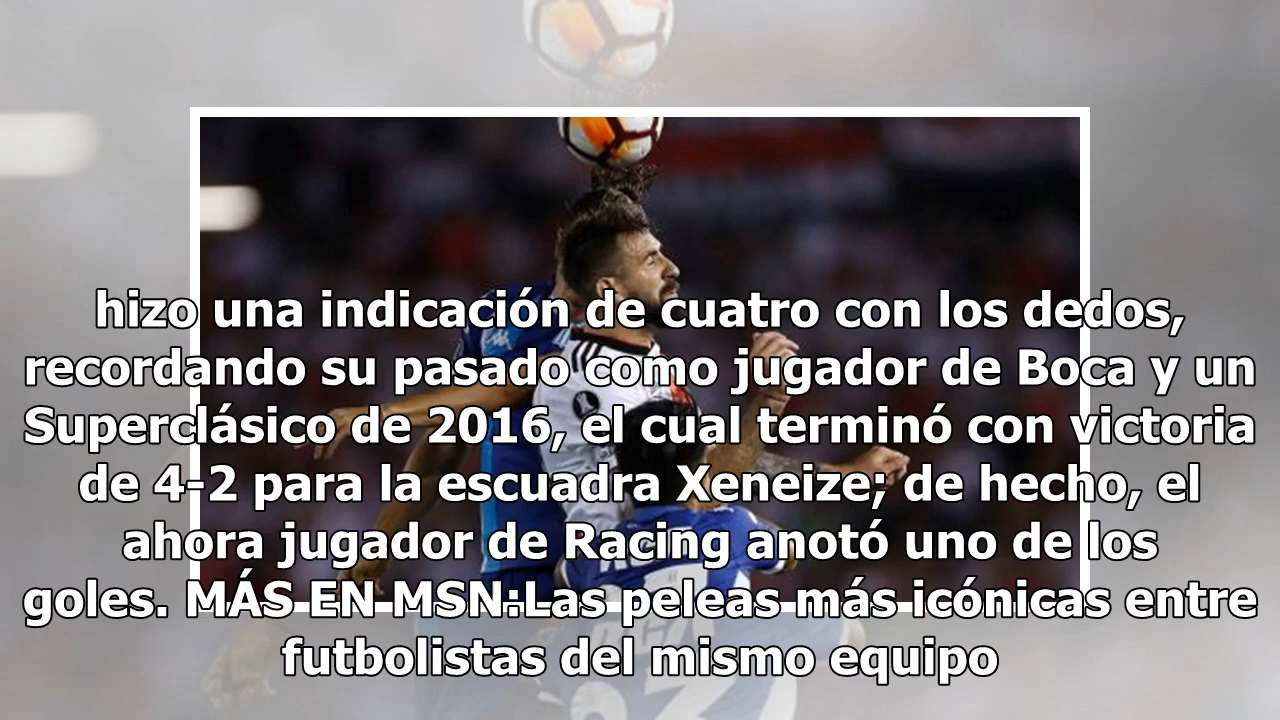 hizo una indicación de cuatro con los dedos,
recordando su pasado como jugador de Boca y un
Superclásico de 2016, el cual terminó con victoria
de 4-2 para la escuadra Xeneize; de hecho, el
ahora jugador de Racing anotó uno de los
goles. MÁS EN MSN:Las peleas más icónicas entre
futbolistas del mismo equipo